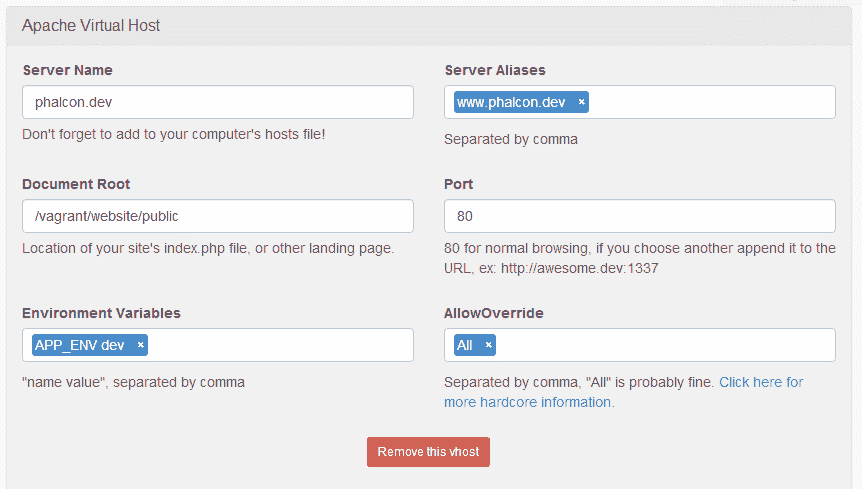 Apache Virtual Host
Server Name
phalcon.dev
Don't forget to add to your computer's hosts file!
Server Aliases
www.phalcon.dev ×
Separated by comma
Document Root
/vagrant/website/public
Location of your site's index.php file, or other landing page.
Port
80
80 for normal browsing, if you choose another append it to the
URL, ex: http://awesome.dev:1337
Environment Variables
APP_ENV dev ×
"name value", separated by comma
AllowOverride
All ×
Separated by comma, "All" is probably fine. Click here for
more hardcore information.
Remove this vhost